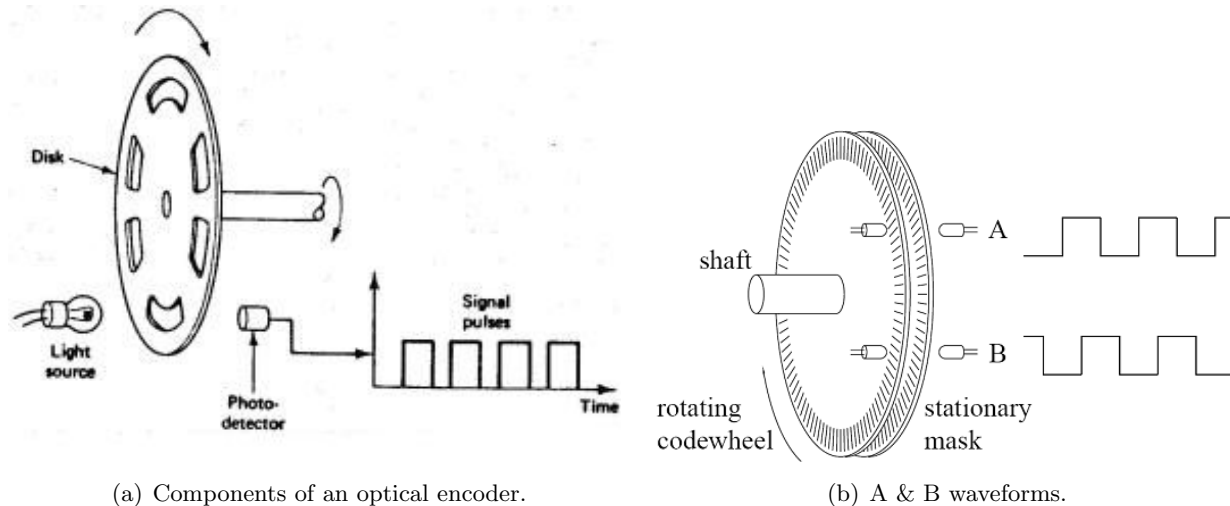 Disk
Light
source
Photo-
detector
Signal
pulses
Time
(a) Components of an optical encoder.
shaft
A
B
rotating
codewheel
stationary
mask
(b) A & B waveforms.